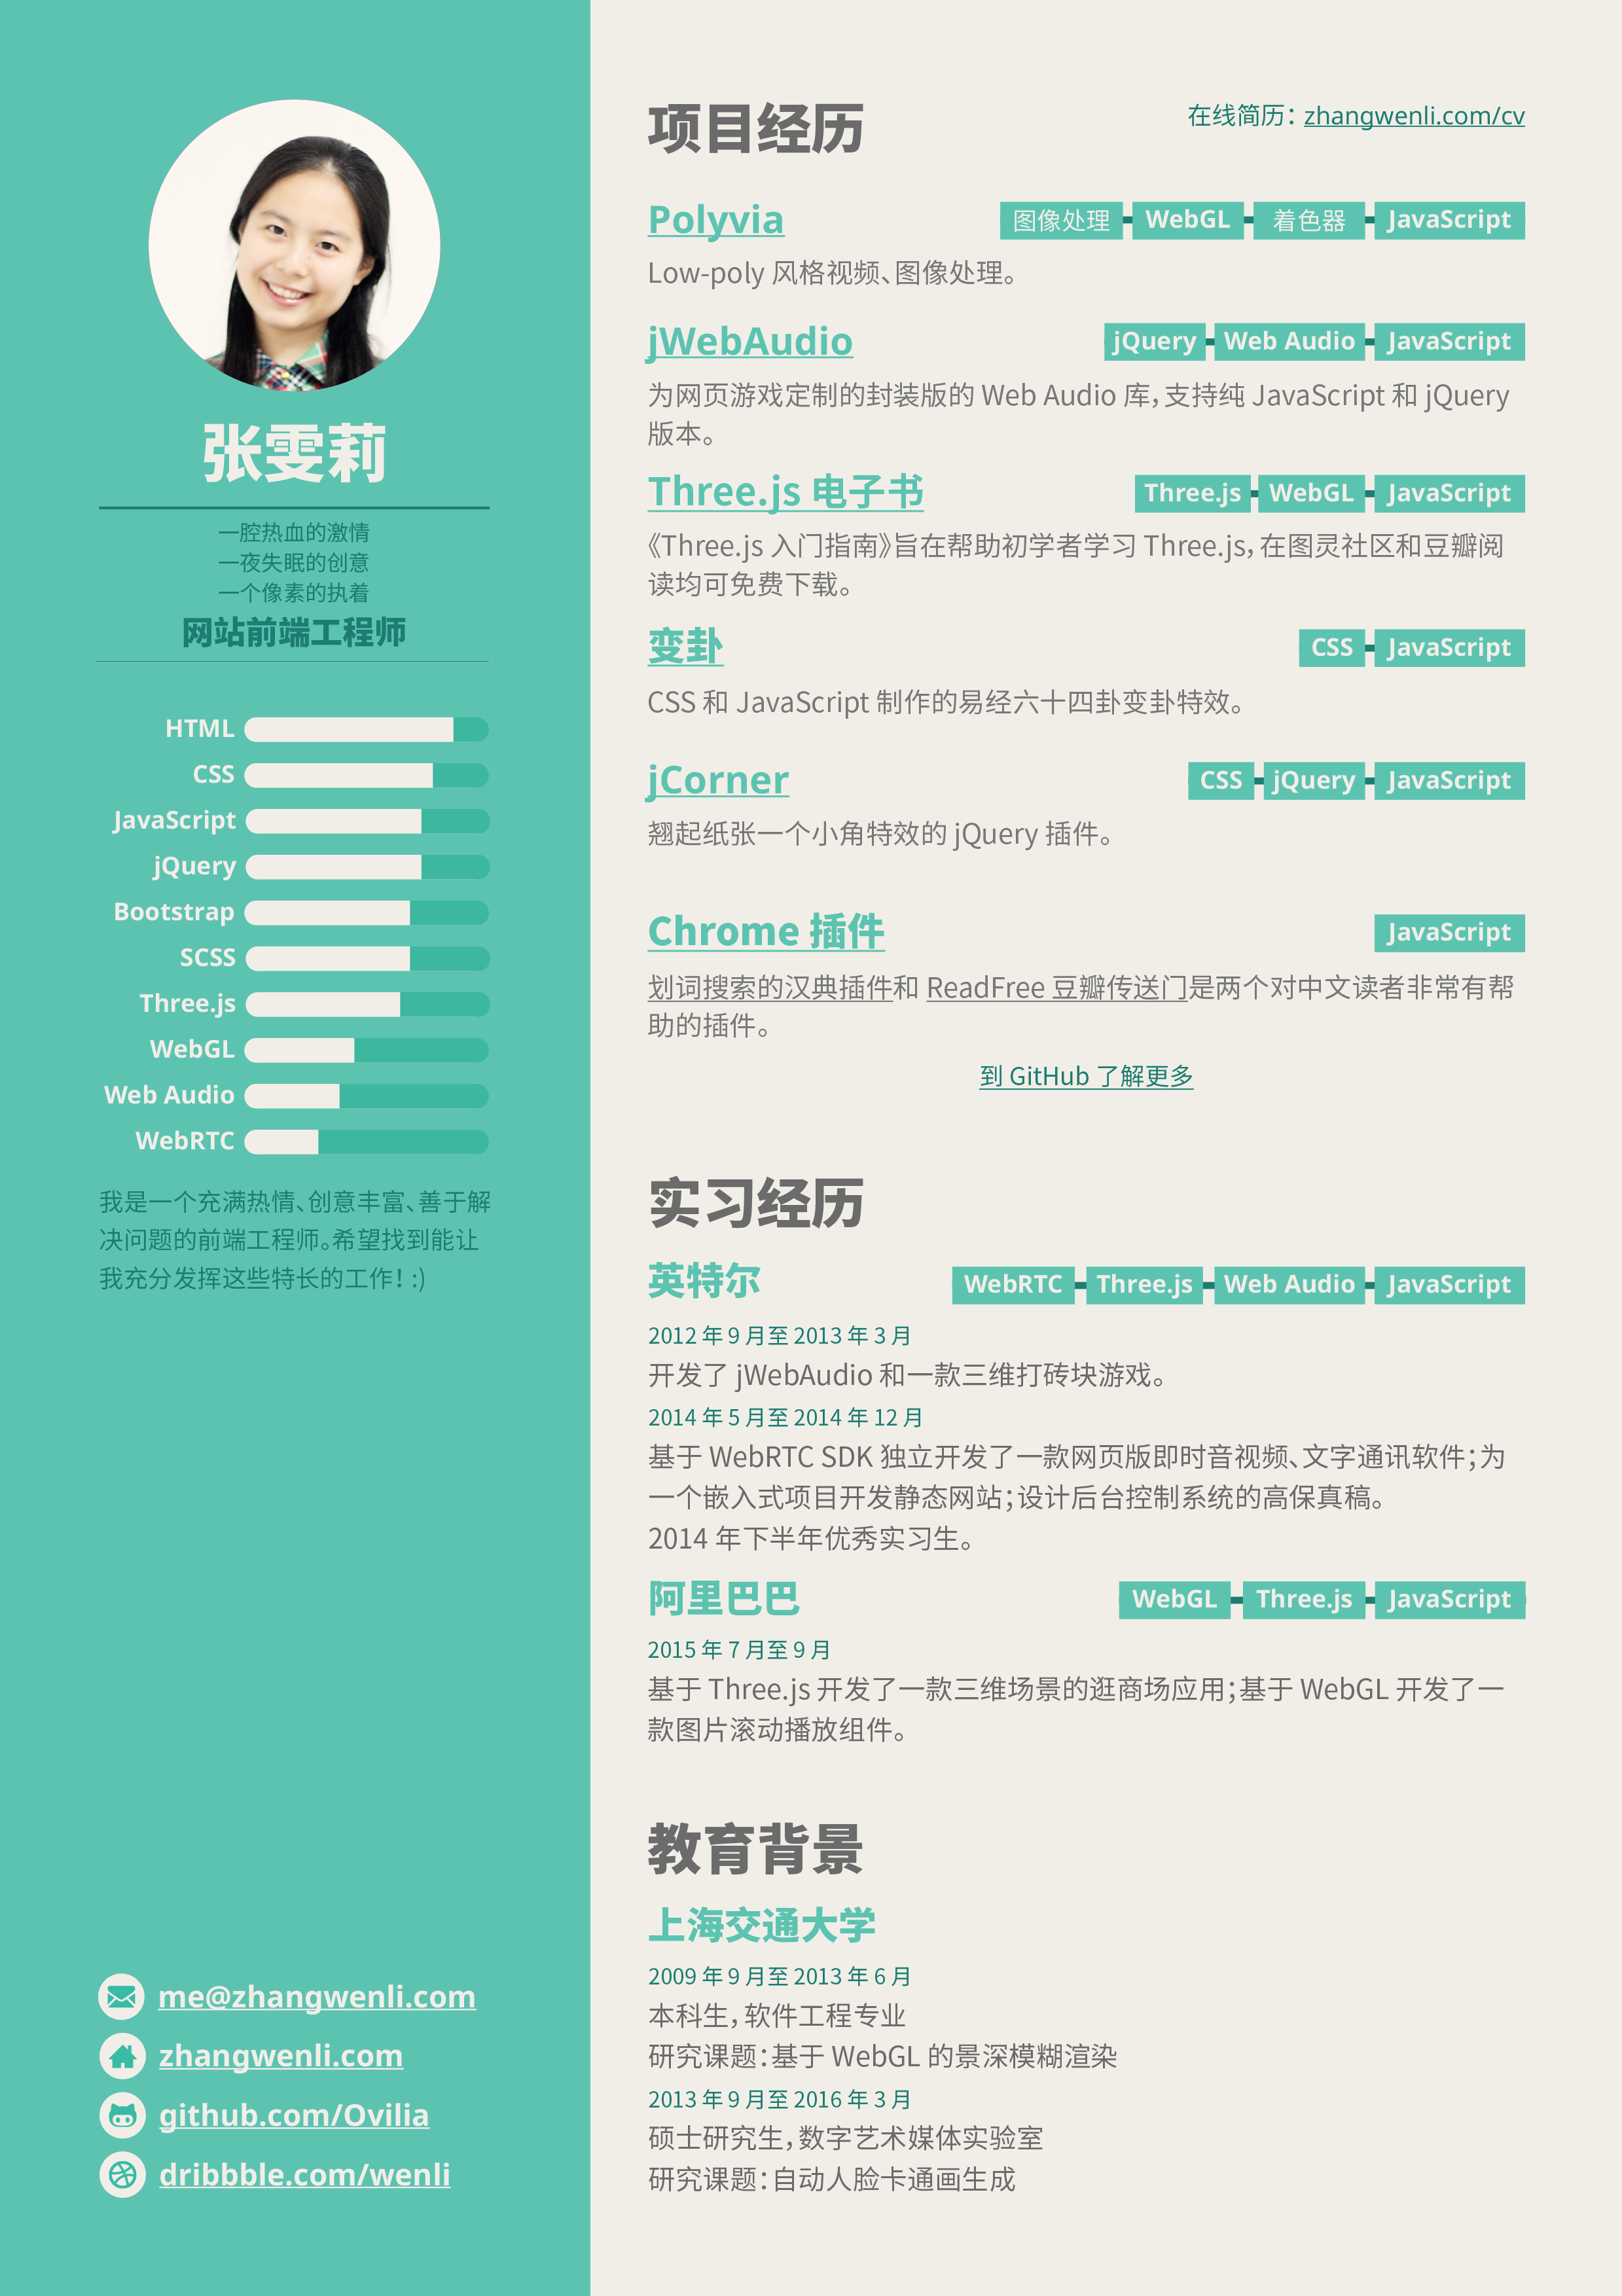 张雯莉
一腔热血的激情
一夜失眠的创意
一个像素的执着
网站前端工程师
HTML
CSS
JavaScript
jQuery
Bootstrap
SCSS
Three.js
WebGL
Web Audio
WebRTC
我是一个充满热情、创意丰富、善于解
决问题的前端工程师。希望找到能让
我充分发挥这些特长的工作！:)
me@zhangwenli.com
zhangwenli.com
github.com/Ovilia
dribbble.com/wenli
项目经历
在线简历：zhangwenli.com/cv
Polyvia 图像处理 WebGL 着色器 JavaScript
Low-poly 风格视频、图像处理。
jWebAudio jQuery Web Audio JavaScript
为网页游戏定制的封装版的 Web Audio 库，支持纯 JavaScript 和 jQuery
版本。
Three.js 电子书 Three.js WebGL JavaScript
《Three.js 入门指南》旨在帮助初学者学习 Three.js，在图灵社区和豆瓣阅
读均可免费下载。
变卦 CSS JavaScript
CSS 和 JavaScript 制作的易经六十四卦变卦特效。
jCorner CSS jQuery JavaScript
翘起纸张一个小角特效的 jQuery 插件。
Chrome 插件 JavaScript
划词搜索的汉典插件和 ReadFree 豆瓣传送门是两个对中文读者非常有帮
助的插件。
到 GitHub 了解更多
实习经历
英特尔 WebRTC Three.js Web Audio JavaScript
2012 年 9 月至 2013 年 3 月
开发了 jWebAudio 和一款三维打砖块游戏。
2014 年 5 月至 2014 年 12 月
基于 WebRTC SDK 独立开发了一款网页版即时音视频、文字通讯软件；为
一个嵌入式项目开发静态网站；设计后台控制系统的高保真稿。
2014 年下半年优秀实习生。
阿里巴巴 WebGL Three.js JavaScript
2015 年 7 月至 9 月
基于 Three.js 开发了一款三维场景的逛商场应用；基于 WebGL 开发了一
款图片滚动播放组件。
教育背景
上海交通大学
2009 年 9 月至 2013 年 6 月
本科生，软件工程专业
研究课题：基于 WebGL 的景深模糊渲染
2013 年 9 月至 2016 年 3 月
硕士研究生，数字艺术媒体实验室
研究课题：自动人脸卡通画生成